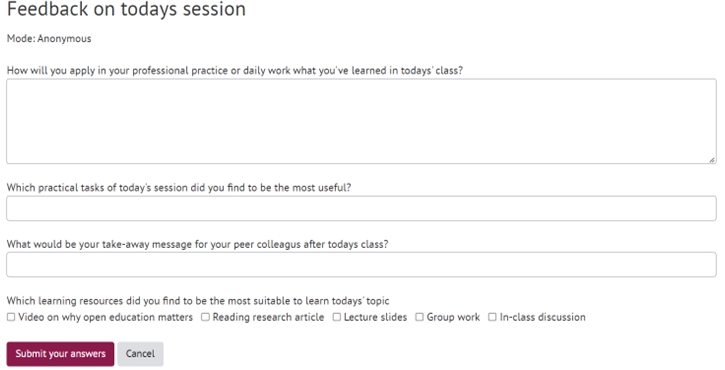 Feedback on todays session
Mode: Anonymous
How will you apply in your professional practice or daily work what you've learned in todays' class?
Which practical tasks of today's session did you find to be the most useful?
What would be your take-away message for your peer colleagus after todays class?
Which learning resources did you find to be the most suitable to learn todays' topic
Video on why open education matters Reading research article Lecture slides Group work In-class discussion
Submit your answers Cancel